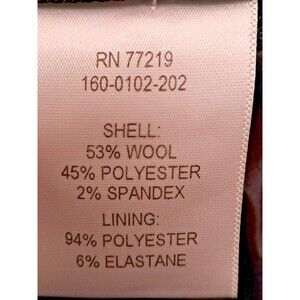 RN 77219
160-0102-202
SHELL:
53% WOOL
45% POLYESTER
2% SPANDEX
LINING:
94% POLYESTER
6% ELASTANE